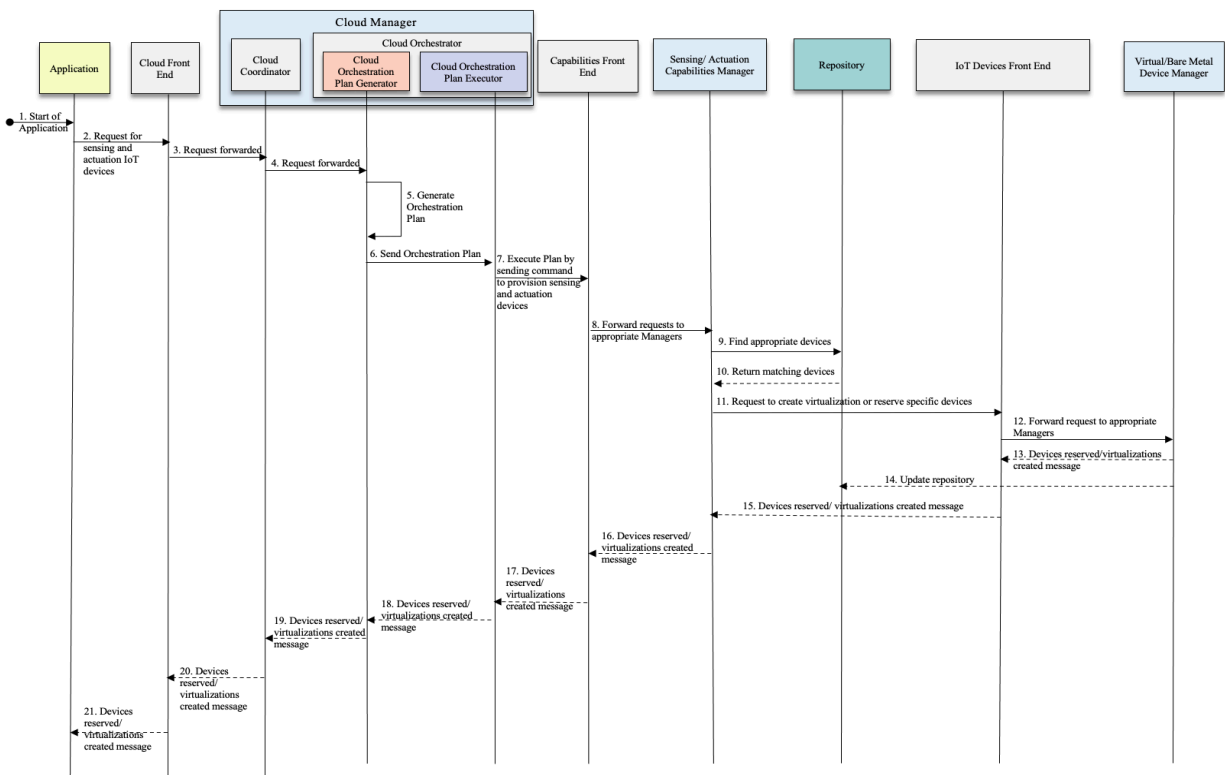 Cloud Manager
Cloud Orchestrator
Application
Cloud Front
End
Cloud
Coordinator
Cloud
Orchestration
Plan Generator
Cloud Orchestration
Plan Executor
Capabilities Front
End
Sensing/ Actuation
Capabilities Manager
Repository
IoT Devices Front End
Virtual/Bare Metal
Device Manager
1. Start of
Application
2. Request for
sensing and
actuation IoT
devices
3. Request forwarded
4. Request forwarded
5. Generate
Orchestration
Plan
6. Send Orchestration Plan
7. Execute Plan by
sending command
to provision sensing
and actuation
devices
8. Forward requests to
appropriate Managers
9. Find appropriate devices
10. Return matching devices
11. Request to create virtualization or reserve specific devices
12. Forward request to appropriate
Managers
13. Devices reserved/virtualizations
created message
14. Update repository
15. Devices reserved/ virtualizations created message
16. Devices reserved/
virtualizations created
message
17. Devices
reserved/
virtualizations
created message
18. Devices reserved/
virtualizations created
message
19. Devices reserved/
virtualizations created
message
20. Devices
reserved/
virtualizations
created message
21. Devices
reserved/
virtualizations
created message